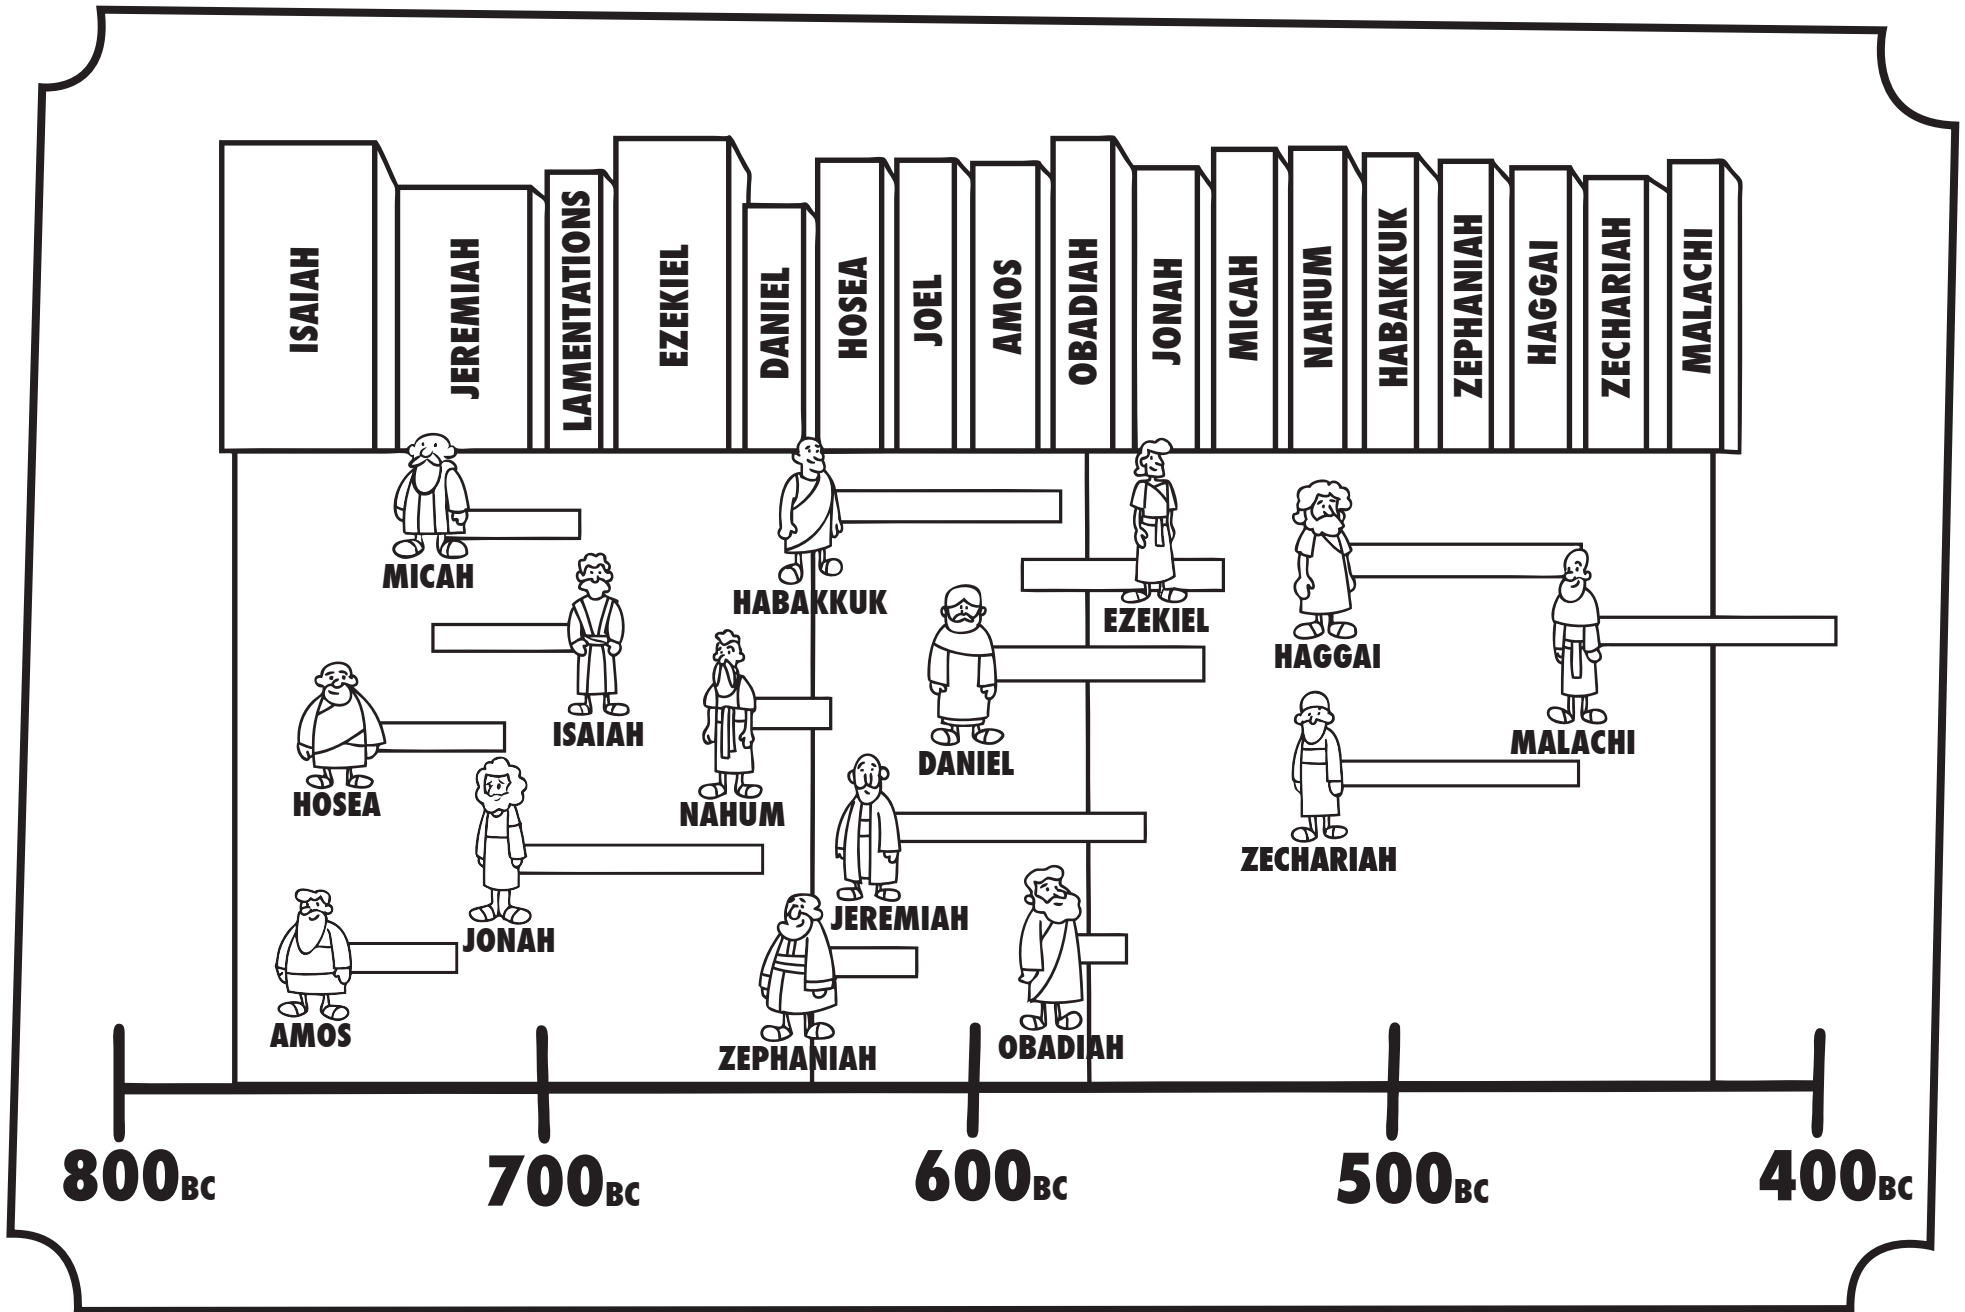 ISAIAH
JEREMIAH
LAMENTATIONS
EZEKIEL
DANIEL
HOSEA
JOEL
AMOS
OBADIAH
JONAH
MICAH
NAHUM
HABAKKUK
ZEPHANIAH
HAGGAI
ZECHARIAH
MALACHI
MICAH
HABAKKUK
EZEKIEL
HAGGAI
ISAIAH
DANIEL
MALACHI
HOSEA
NAHUM
ZECHARIAH
JONAH
JEREMIAH
AMOS
ZEPHANIAH
OBADIAH
800BC
700BC
600BC
500BC
400BC